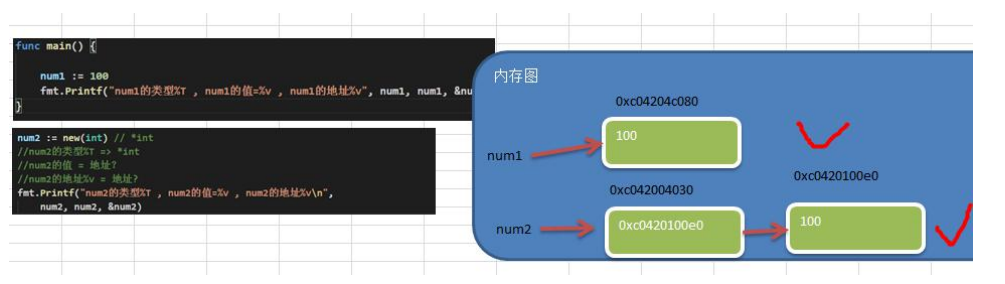 func main() {
num1 := 100
fmt.Printf("num1的类型%T , num1的值=%v , num1的地址%v", num1, num1, &nu
}
num2 := new(int) // *int
//num2的类型%T => *int
//num2的值 = 地址?
//num2的地址%v = 地址?
fmt.Printf("num2的类型%T , num2的值=%v , num2的地址%v\n",
num2, num2, &num2)
内存图
0xc04204c080
100
num1
0xc0420100e0
0xc042004030
num2
0xc0420100e0
100